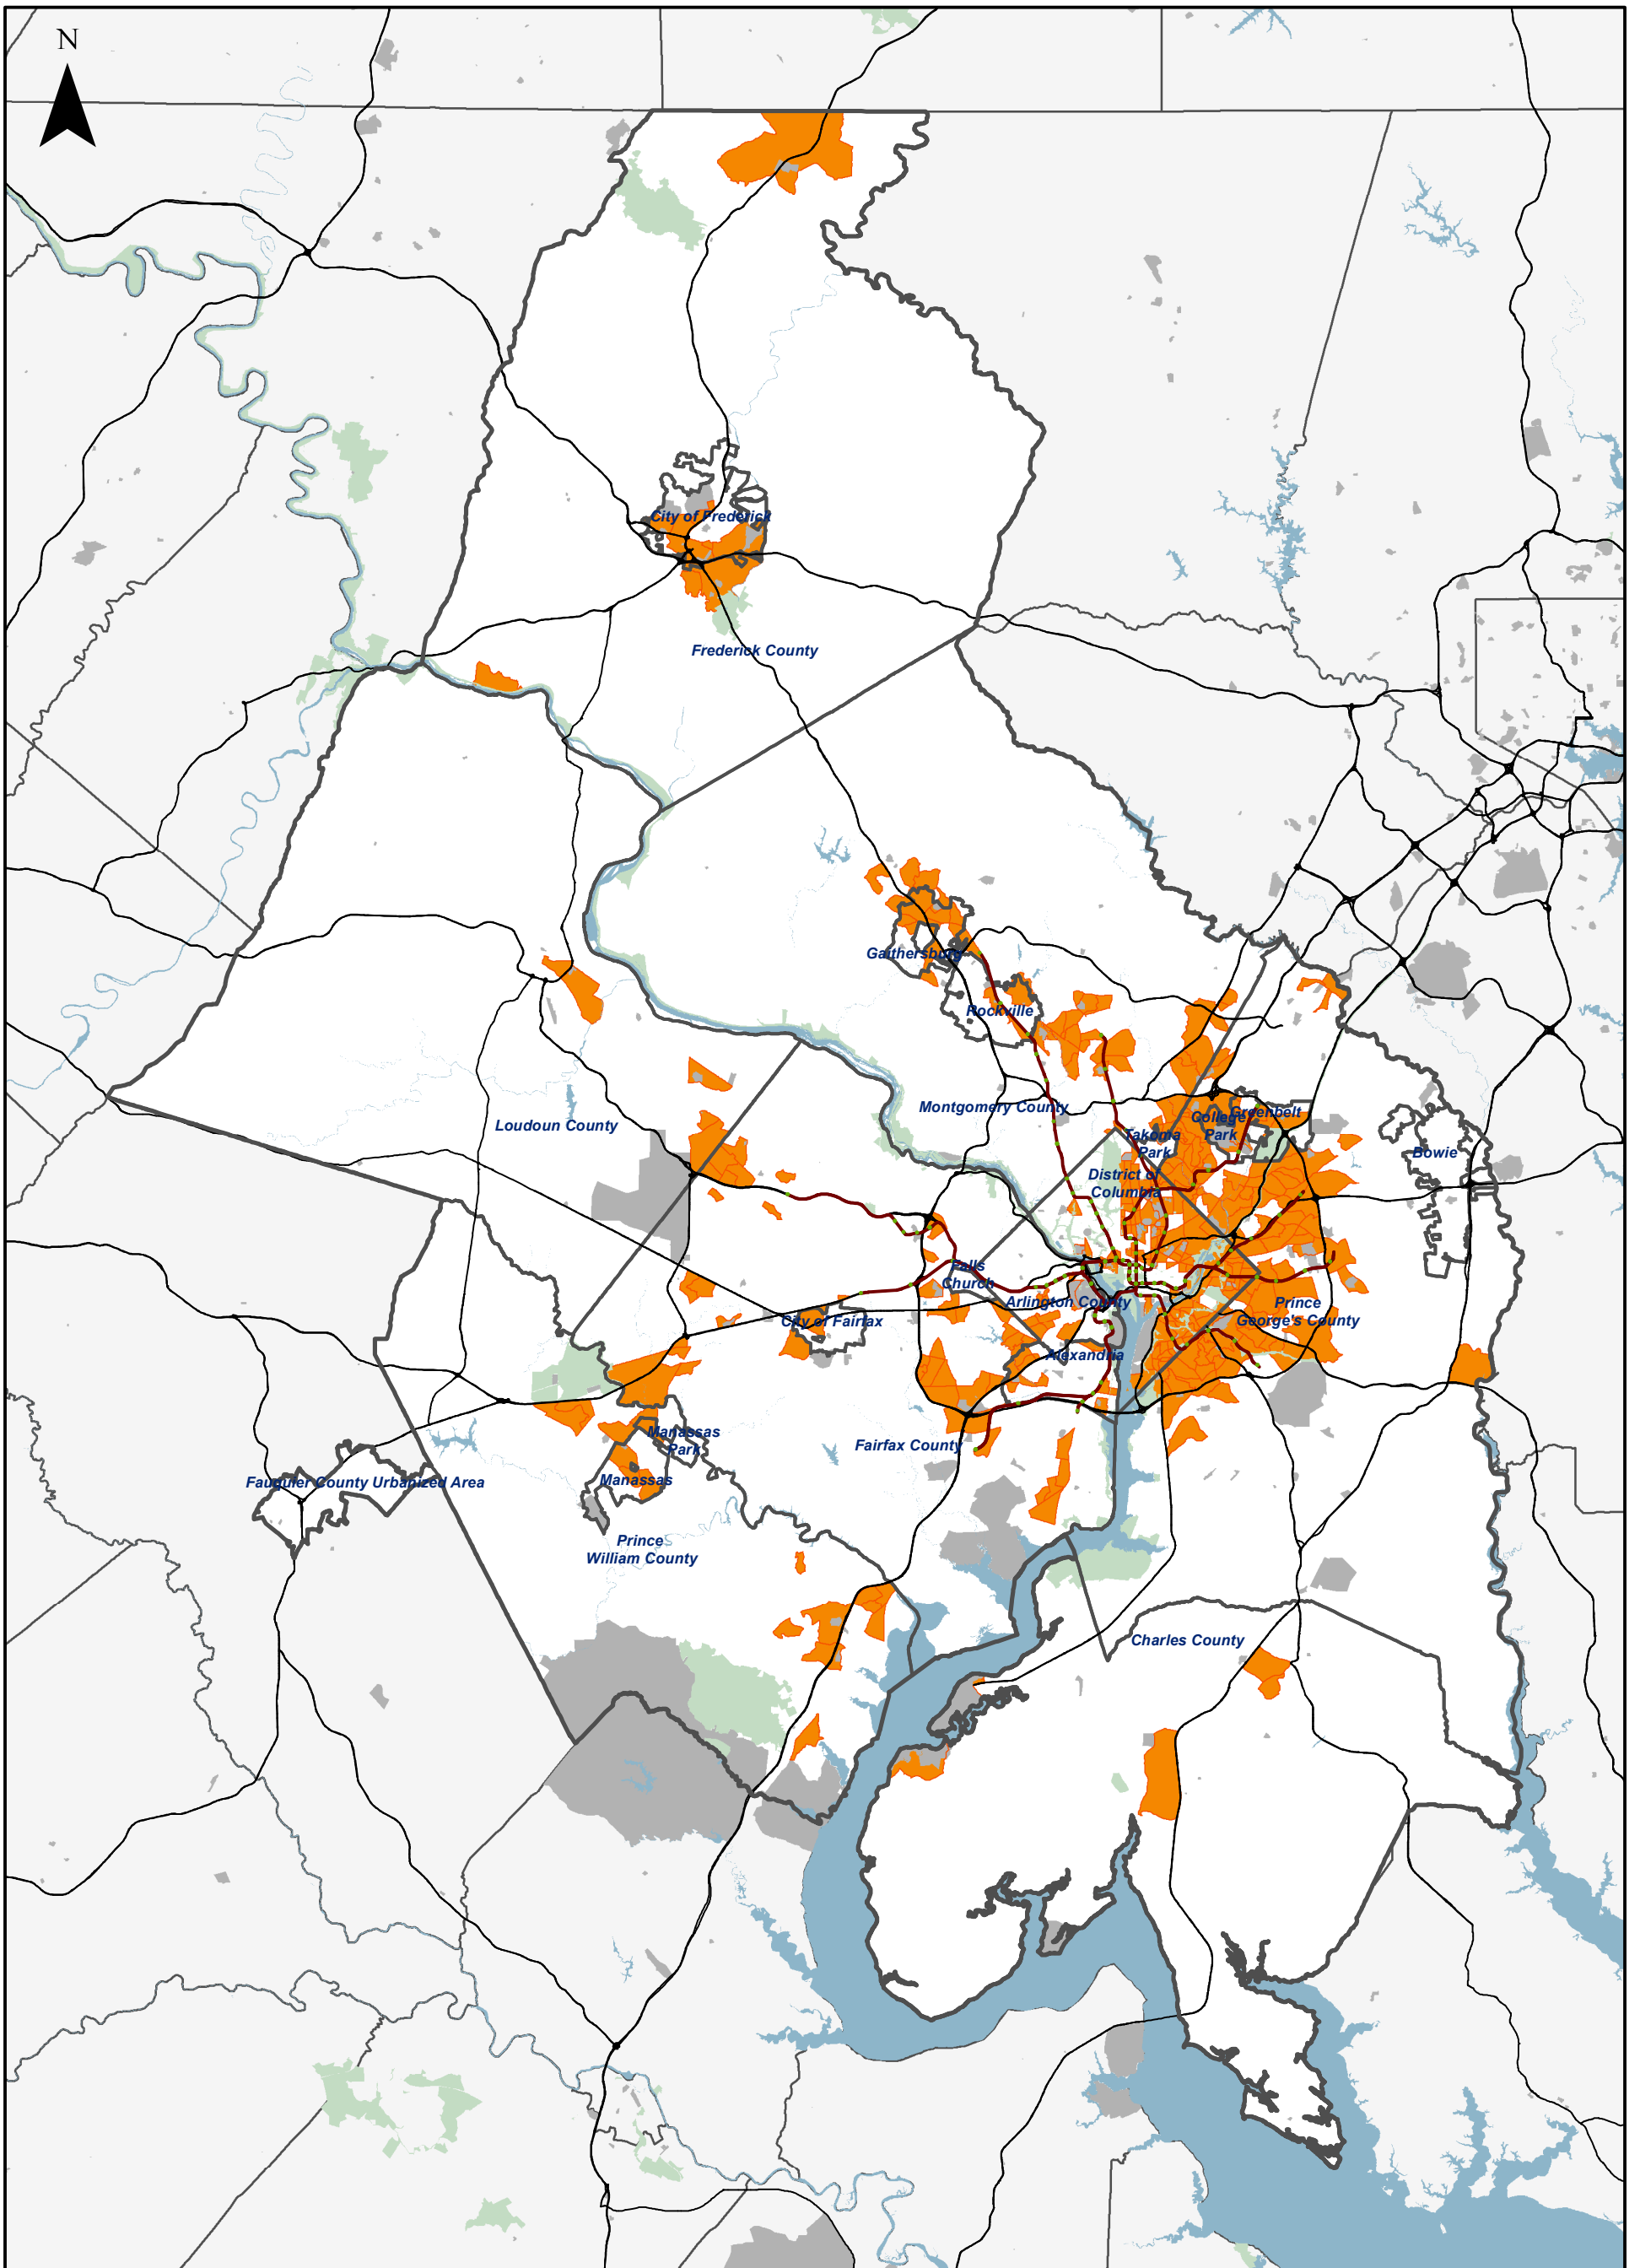 N
City of Frederick
Frederick County
Gaithersburg
Rockville
Montgomery County
College
Park
Greenbelt
Takoma
Park
Bowie
Loudoun County
District of
Columbia
Falls
Church
Arlington County
Prince
George's County
City of Fairfax
Alexandria
Manassas
Park
Fairfax County
Manassas
Fauquier County Urbanized Area
Prince
William County
Charles County